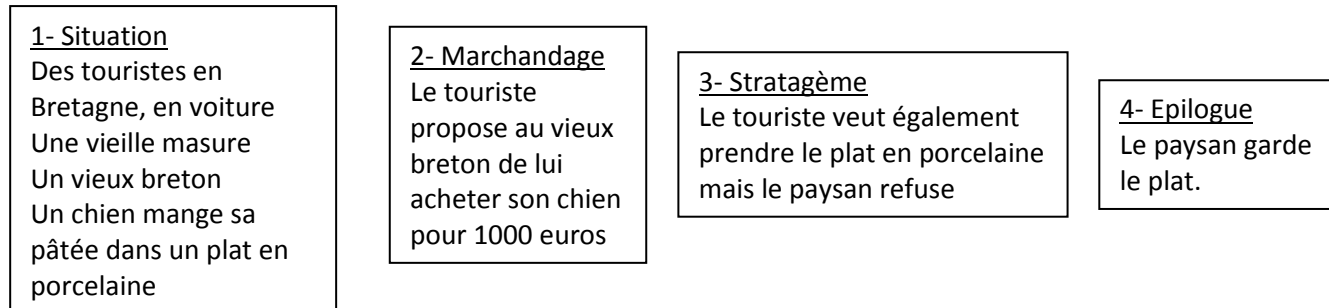 1- Situation
Des touristes en
Bretagne, en voiture
Une vieille masure
Un vieux breton
Un chien mange sa
pâtée dans un plat en
porcelaine
2- Marchandage
Le touriste
propose au vieux
breton de lui
acheter son chien
pour 1000 euros
3- Stratagème
Le touriste veut également
prendre le plat en porcelaine
mais le paysan refuse
4- Epilogue
Le paysan garde
le plat.